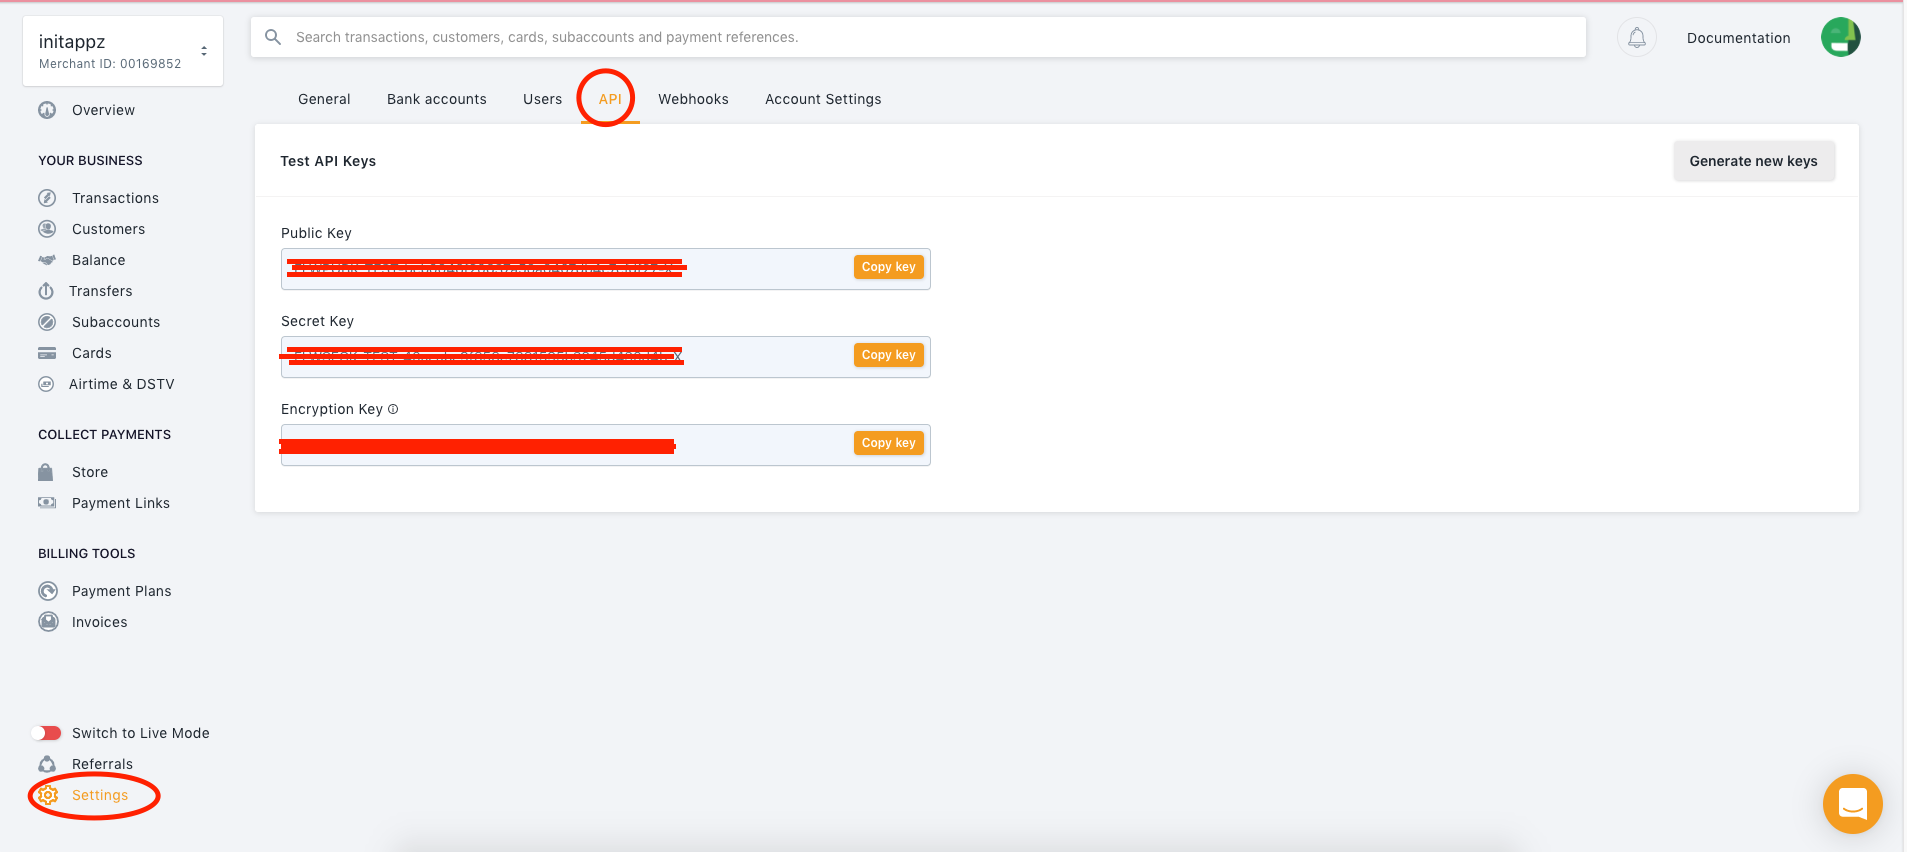 initappz
Merchant ID: 00169852
Search transactions, customers, cards, subaccounts and payment references.
Documentation
Overview
YOUR BUSINESS
Transactions
Customers
Balance
Transfers
Subaccounts
Cards
Airtime & DSTV
COLLECT PAYMENTS
Store
Payment Links
BILLING TOOLS
Payment Plans
Invoices
Switch to Live Mode
Referrals
Settings
General Bank accounts Users API Webhooks Account Settings
Test API Keys
Generate new keys
Public Key
Copy key
Secret Key
Copy key
Encryption Key
Copy key